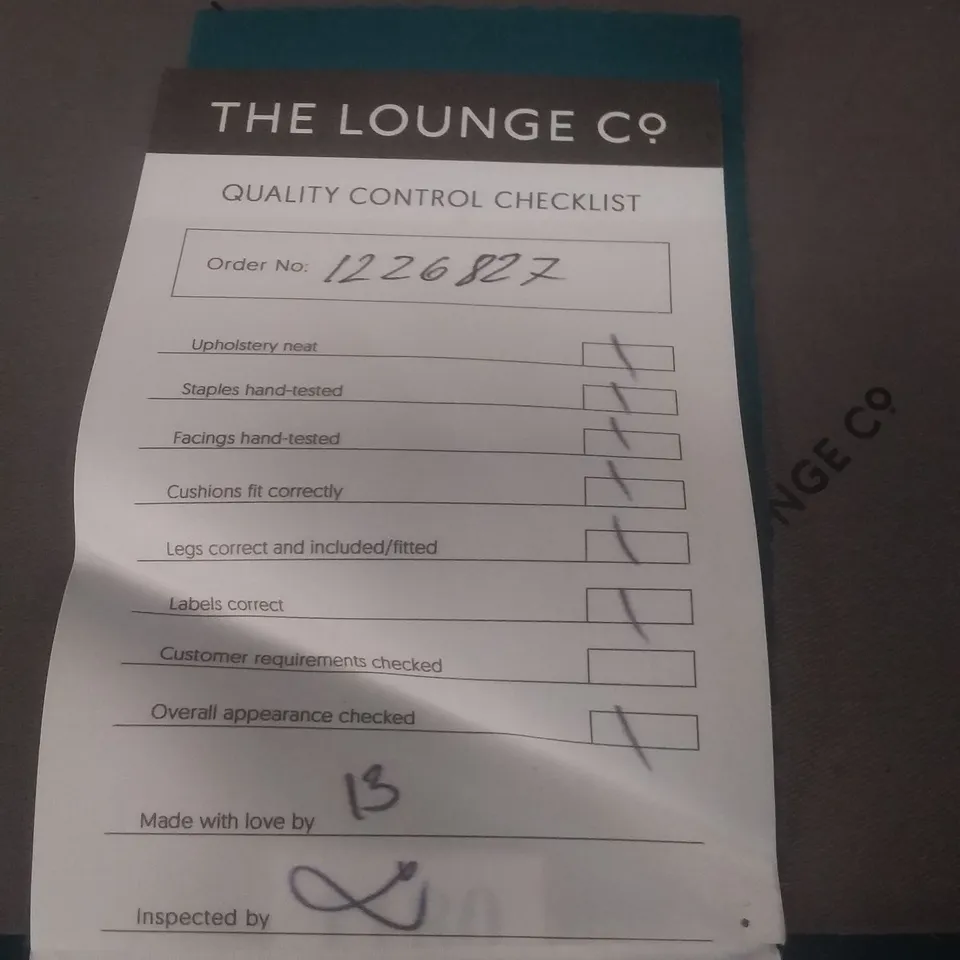 THE LOUNGE Co
QUALITY CONTROL CHECKLIST
Order No: 1226827
Upholstery neat
Staples hand-tested
Facings hand-tested
Cushions fit correctly
Legs correct and included/fitted
Labels correct
Customer requirements checked
Overall appearance checked
Made with love by 13
Inspected by
NGE Co